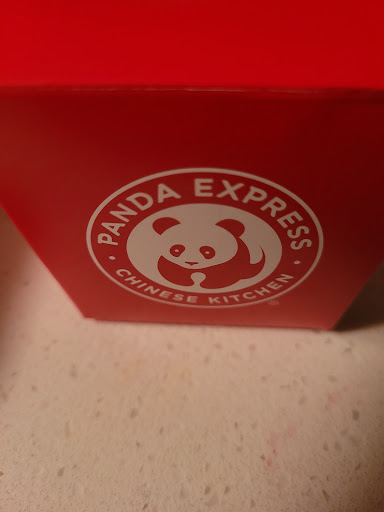 PANDA EXPRESS
CHINESE KITCHEN
®